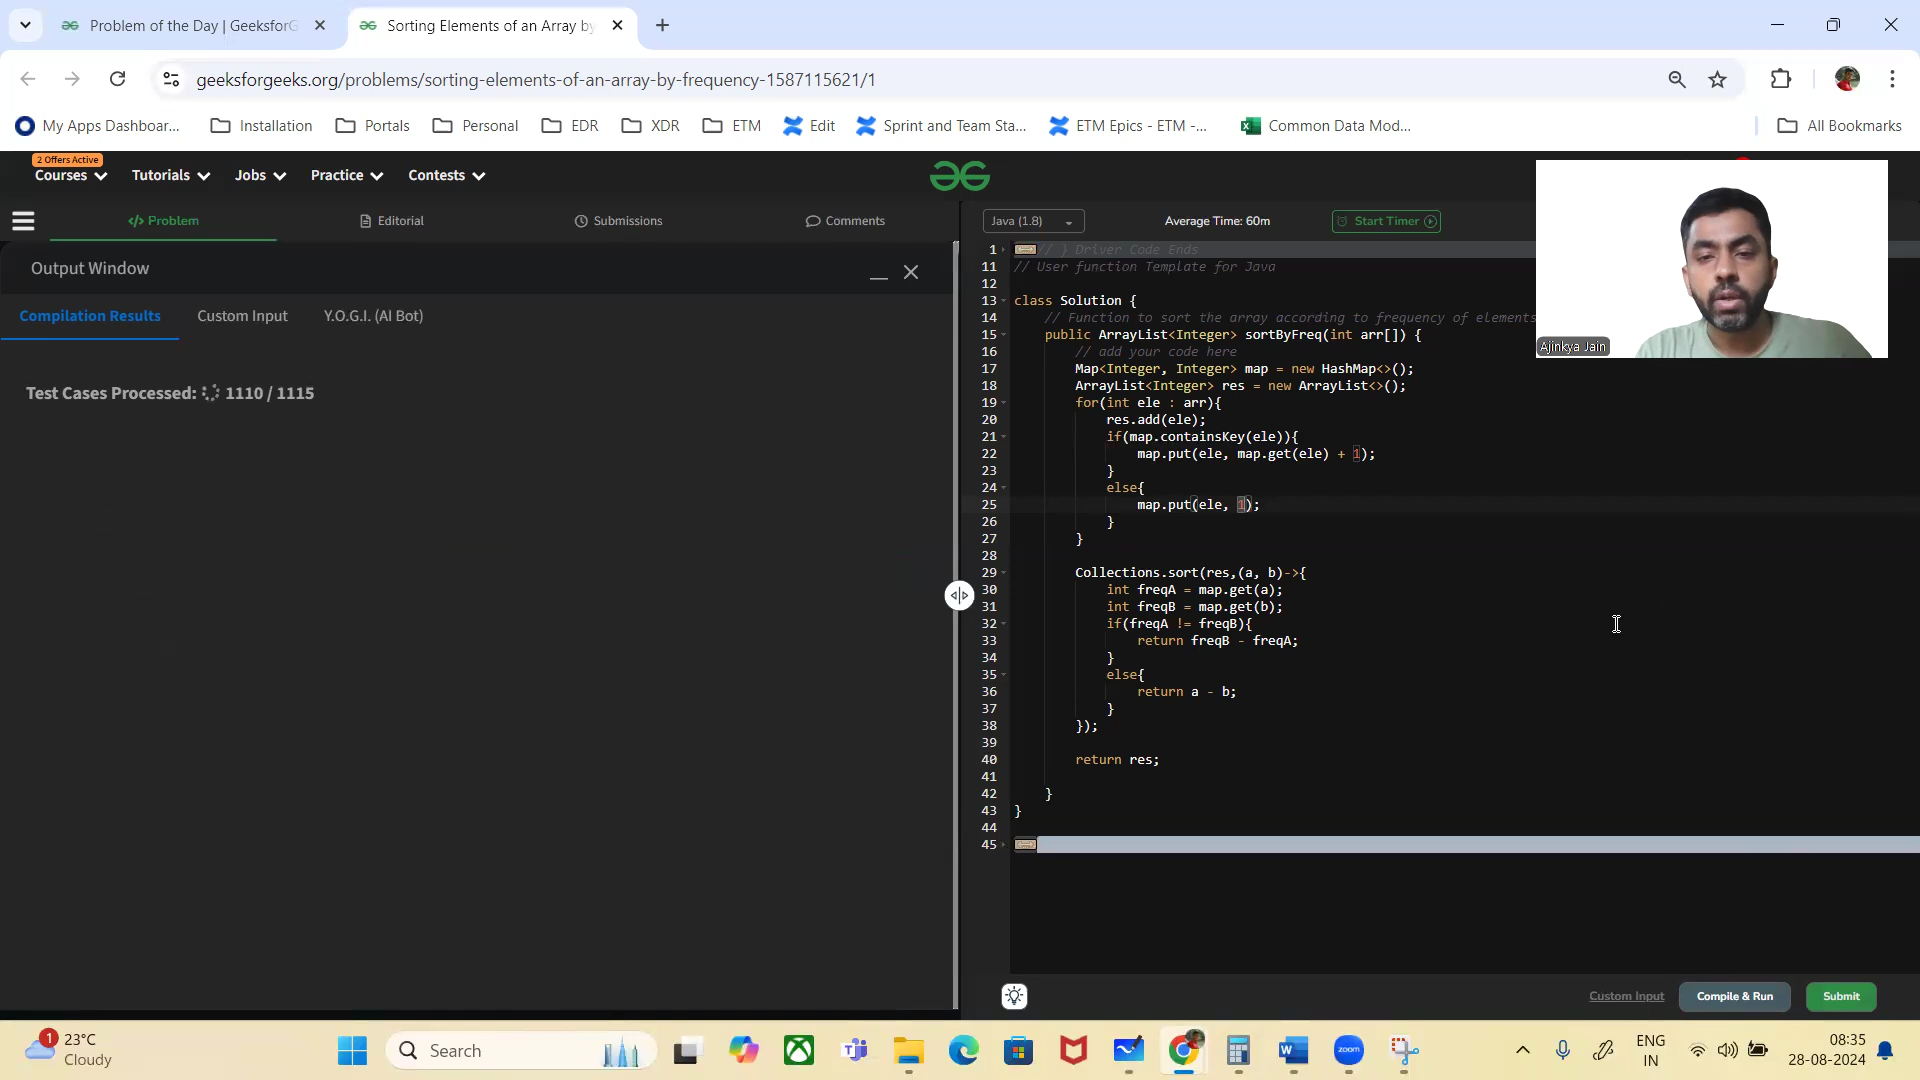 Problem of the Day | GeeksforG
Sorting Elements of an Array by
geeksforgeeks.org/problems/sorting-elements-of-an-array-by-frequency-1587115621/1
My Apps Dashboar...
Installation
Portals
Personal
EDR
XDR
ETM
Edit
Sprint and Team Sta...
ETM Epics - ETM -...
Common Data Mod...
All Bookmarks
2 Offers Active
Courses
Tutorials
Jobs
Practice
Contests
</> Problem
Editorial
Submissions
Comments
Java (1.8)
Average Time: 60m
Start Timer
Output Window
Compilation Results
Custom Input
Y.O.G.I. (AI Bot)
Test Cases Processed: 1110 / 1115
1 // } Driver Code Ends
11 // User function Template for Java
12
13 class Solution {
14 // Function to sort the array according to frequency of elements
15 public ArrayList<Integer> sortByFreq(int arr[]) {
16 // add your code here
17 Map<Integer, Integer> map = new HashMap<>();
18 ArrayList<Integer> res = new ArrayList<>();
19 for(int ele : arr){
20 res.add(ele);
21 if(map.containsKey(ele)){
22 map.put(ele, map.get(ele) + 1);
23 }
24 else{
25 map.put(ele, 1);
26 }
27 }
28
29 Collections.sort(res,(a, b)->{
30 int freqA = map.get(a);
31 int freqB = map.get(b);
32 if(freqA != freqB){
33 return freqB - freqA;
34 }
35 else{
36 return a - b;
37 }
38 });
39
40 return res;
41
42 }
43 }
44
45
Ajinkya Jain
Custom Input
Compile & Run
Submit
1
23°C
Cloudy
Search
zoom
ENG
IN
08:35
28-08-2024